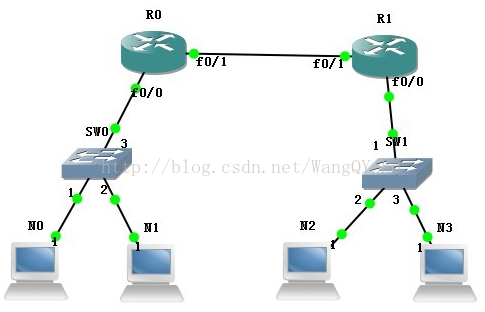 R0
R1
f0/1
f0/1
f0/0
f0/0
SW0
3
1
SW1
http://blog.csdn.net/WangQY
1
2
2
3
N0
N1
N2
N3
1
1
1
1